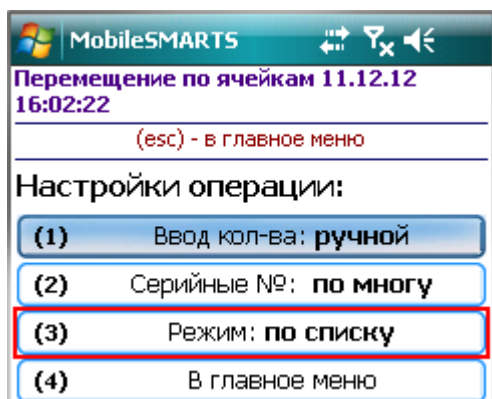 MobileSMARTS
Перемещение по ячейкам 11.12.12
16:02:22
(esc) - в главное меню
Настройки операции:
(1) Ввод кол-ва: ручной
(2) Серийные №: по многу
(3) Режим: по списку
(4) В главное меню